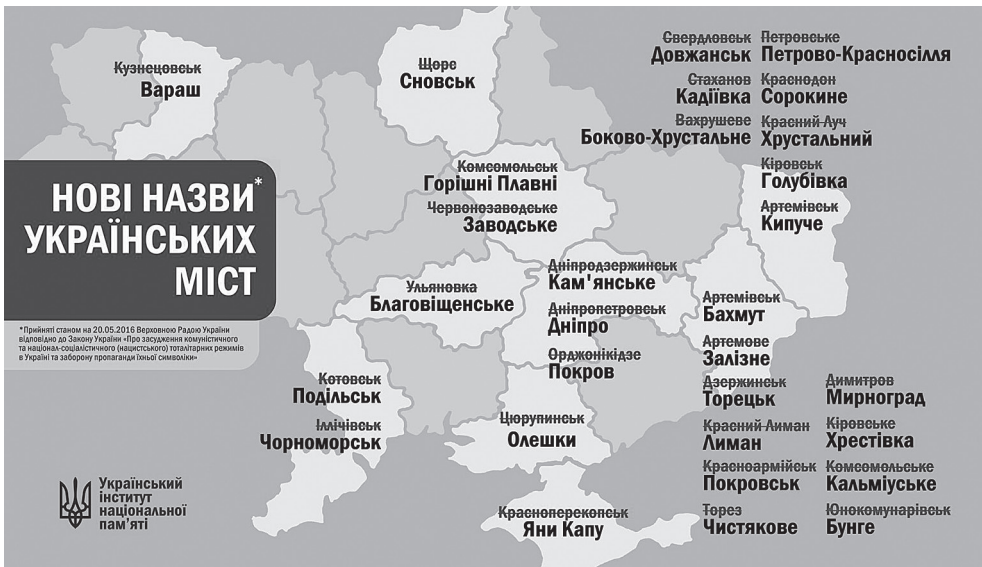 НОВІ НАЗВИ*
УКРАЇНСЬКИХ
МІСТ
*Прийняті станом на 20.05.2016 Верховною Радою України
відповідно до Закону України «Про засудження комуністичного
та націонал-соціалістичного (нацистського) тоталітарних режимів
в Україні та заборону пропаганди їхньої символіки»
Кузнецовськ
Вараш
Щорс
Сновськ
Свердловськ
Довжанськ
Петровське
Петрово-Красносілля
Стаханов
Кадіївка
Краснодон
Сорокине
Вахрушеве
Боково-Хрустальне
Красний Луч
Хрустальний
Кіровськ
Голубівка
Артемівськ
Кипуче
Комсомольськ
Горішні Плавні
Червонозаводське
Заводське
Ульяновка
Благовіщенське
Дніпродзержинськ
Кам'янське
Дніпропетровськ
Дніпро
Орджонікідзе
Покров
Артемівськ
Бахмут
Артемове
Залізне
Дзержинськ
Торецьк
Димитров
Мирноград
Красний Лиман
Лиман
Кіровське
Хрестівка
Красноармійськ
Покровськ
Комсомольське
Кальміуське
Торез
Чистякове
Юнокомунарівськ
Бунге
Котовськ
Подільськ
Іллічівськ
Чорноморськ
Цюрупинськ
Олешки
Красноперекопськ
Яни Капу
Український
інститут
національної
пам'яті